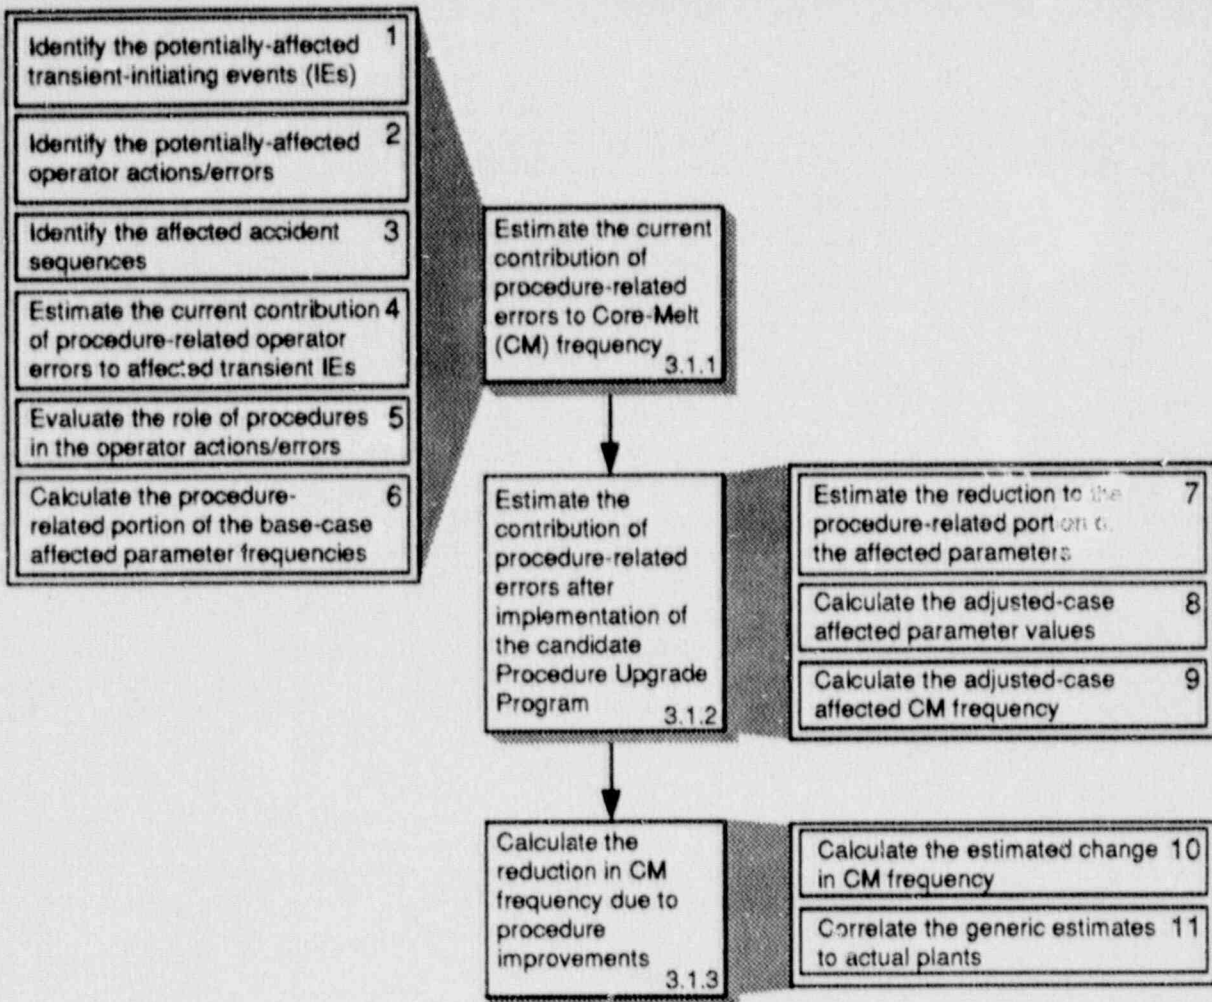 Identify the potentially-affected 1
transient-initiating events (IEs)
Identify the potentially-affected 2
operator actions/errors
Identify the affected accident 3
sequences
Estimate the current contribution 4
of procedure-related operator
errors to affected transient IEs
Evaluate the role of procedures 5
in the operator actions/errors
Calculate the procedure- 6
related portion of the base-case
affected parameter frequencies
Estimate the current
contribution of
procedure-related
errors to Core-Melt
(CM) frequency
3.1.1
Estimate the
contribution of
procedure-related
errors after
implementation of
the candidate
Procedure Upgrade
Program
3.1.2
Estimate the reduction to the 7
procedure-related portion
the affected parameters
Calculate the adjusted-case 8
affected parameter values
Calculate the adjusted-case 9
affected CM frequency
Calculate the
reduction in CM
frequency due to
procedure
improvements
3.1.3
Calculate the estimated change 10
in CM frequency
Correlate the generic estimates 11
to actual plants